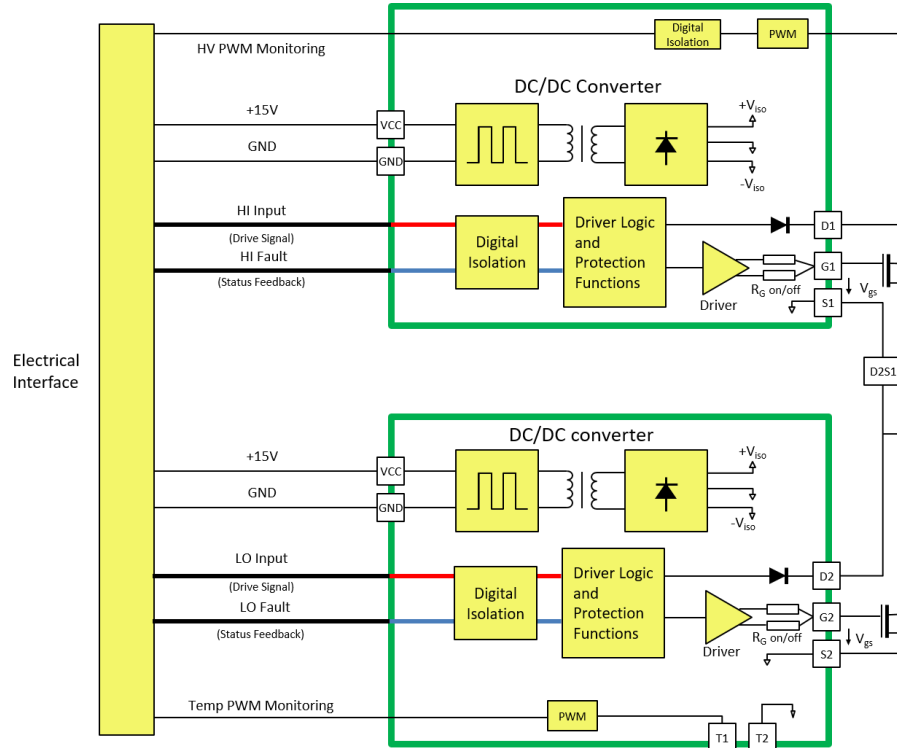 HV PWM Monitoring
Digital
Isolation
PWM
DC/DC Converter
+15V
VCC
GND
GND
+Viso
-Viso
HI Input
(Drive Signal)
HI Fault
(Status Feedback)
Digital
Isolation
Driver Logic
and
Protection
Functions
Driver
RG on/off
D1
G1
Vgs
S1
Electrical
Interface
D2S1
DC/DC converter
+15V
VCC
GND
GND
+Viso
-Viso
LO Input
(Drive Signal)
LO Fault
(Status Feedback)
Digital
Isolation
Driver Logic
and
Protection
Functions
Driver
RG on/off
D2
G2
Vgs
S2
Temp PWM Monitoring
PWM
T1
T2